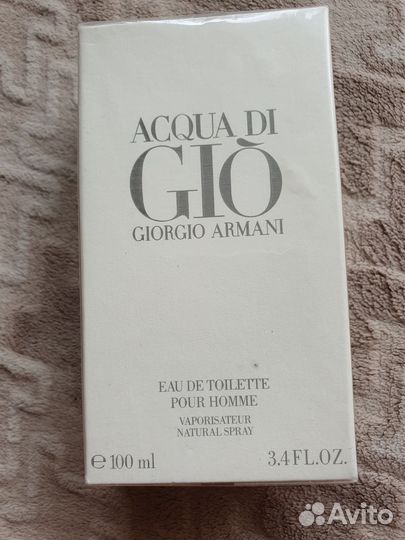 ACQUA DI
GIÒ
GIORGIO ARMANI
EAU DE TOILETTE
POUR HOMME
VAPORISATEUR
NATURAL SPRAY
℮ 100 ml 3.4 FL.OZ.
Avito